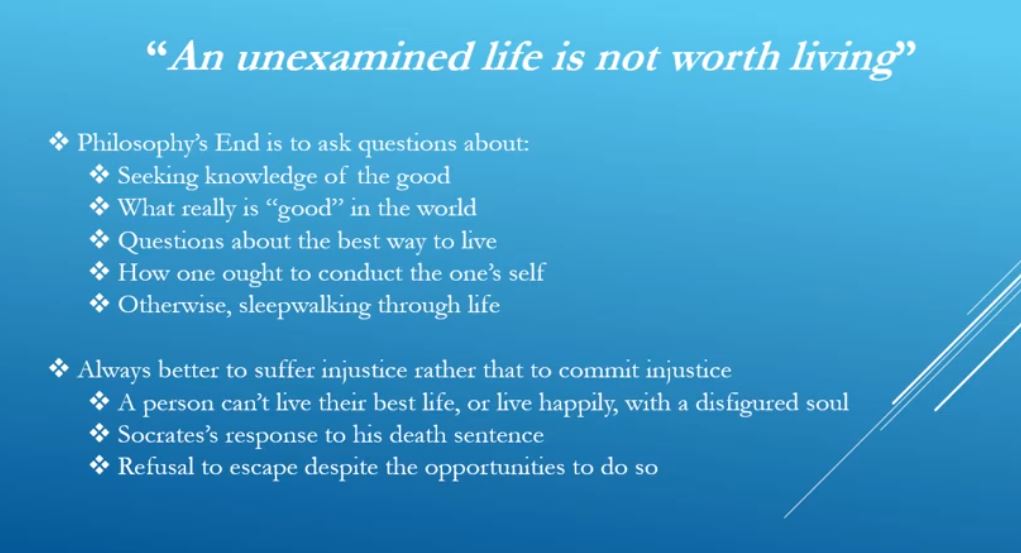 “An unexamined life is not worth living”
❖ Philosophy’s End is to ask questions about:
❖ Seeking knowledge of the good
❖ What really is “good” in the world
❖ Questions about the best way to live
❖ How one ought to conduct the one’s self
❖ Otherwise, sleepwalking through life
❖ Always better to suffer injustice rather that to commit injustice
❖ A person can’t live their best life, or live happily, with a disfigured soul
❖ Socrates’s response to his death sentence
❖ Refusal to escape despite the opportunities to do so